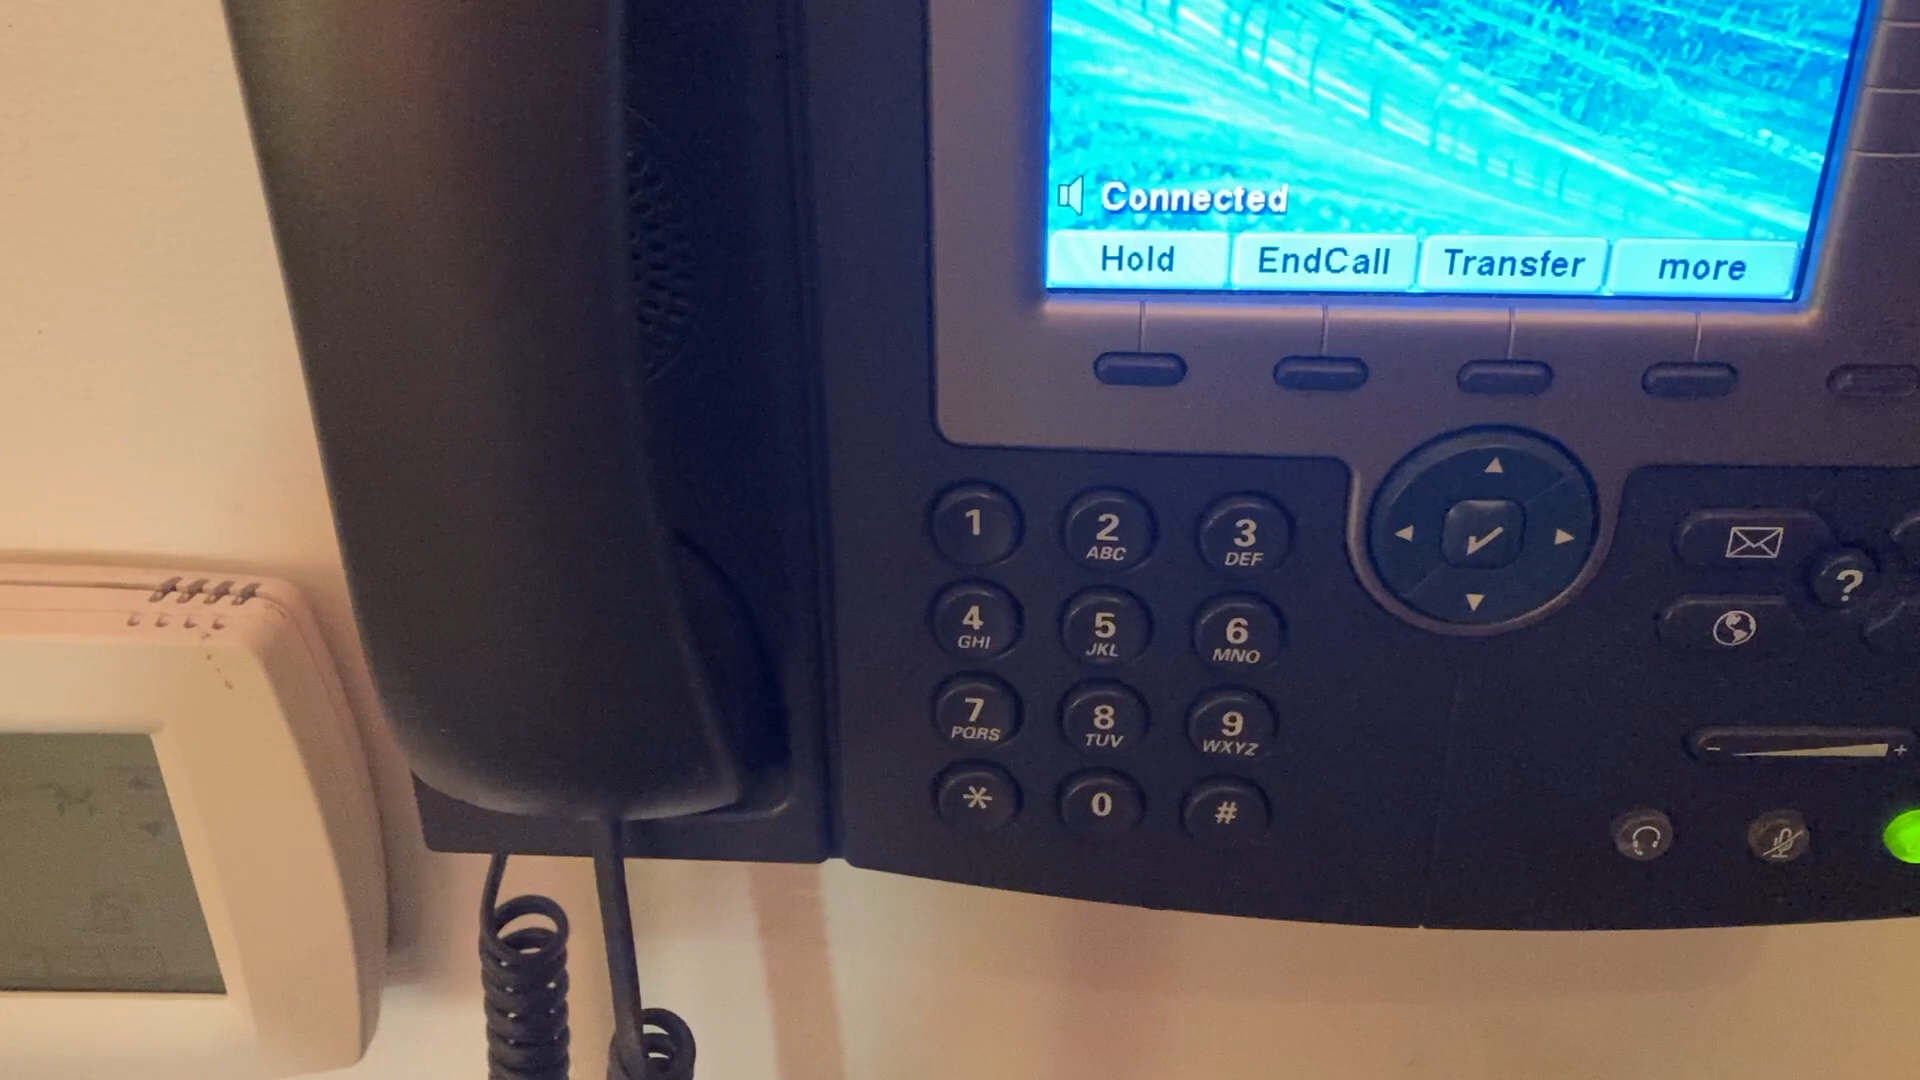 Connected
Hold EndCall Transfer more
1 2 ABC 3 DEF
4 GHI 5 JKL 6 MNO
7 PQRS 8 TUV 9 WXYZ
* 0 #
?
- +